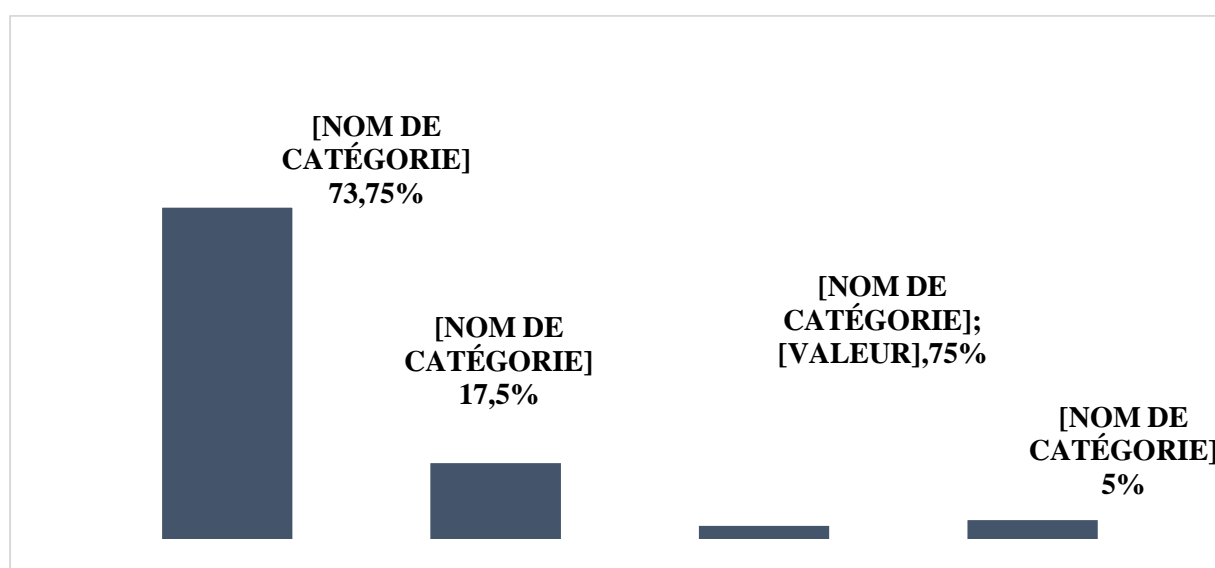 [NOM DE
CATÉGORIE]
73,75%
[NOM DE
CATÉGORIE]
17,5%
[NOM DE
CATÉGORIE];
[VALEUR],75%
[NOM DE
CATÉGORIE]
5%